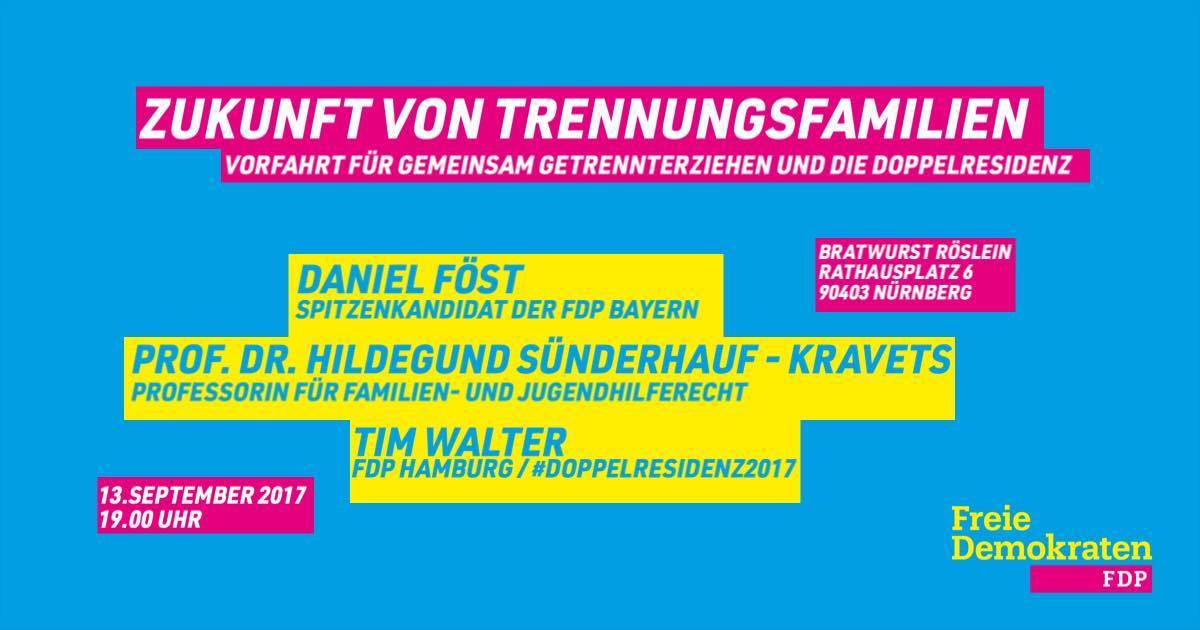 ZUKUNFT VON TRENNUNGSFAMILIEN
VORFAHRT FÜR GEMEINSAM GETRENNTERZIEHEN UND DIE DOPPELRESIDENZ
BRATWURST RÖSLEIN
RATHAUSPLATZ 6
90403 NÜRNBERG
DANIEL FÖST
SPITZENKANDIDAT DER FDP BAYERN
PROF. DR. HILDEGUND SÜNDERHAUF - KRAVETS
PROFESSORIN FÜR FAMILIEN- UND JUGENDHILFERECHT
TIM WALTER
FDP HAMBURG / #DOPPELRESIDENZ2017
13.SEPTEMBER 2017
19.00 UHR
Freie
Demokraten
FDP